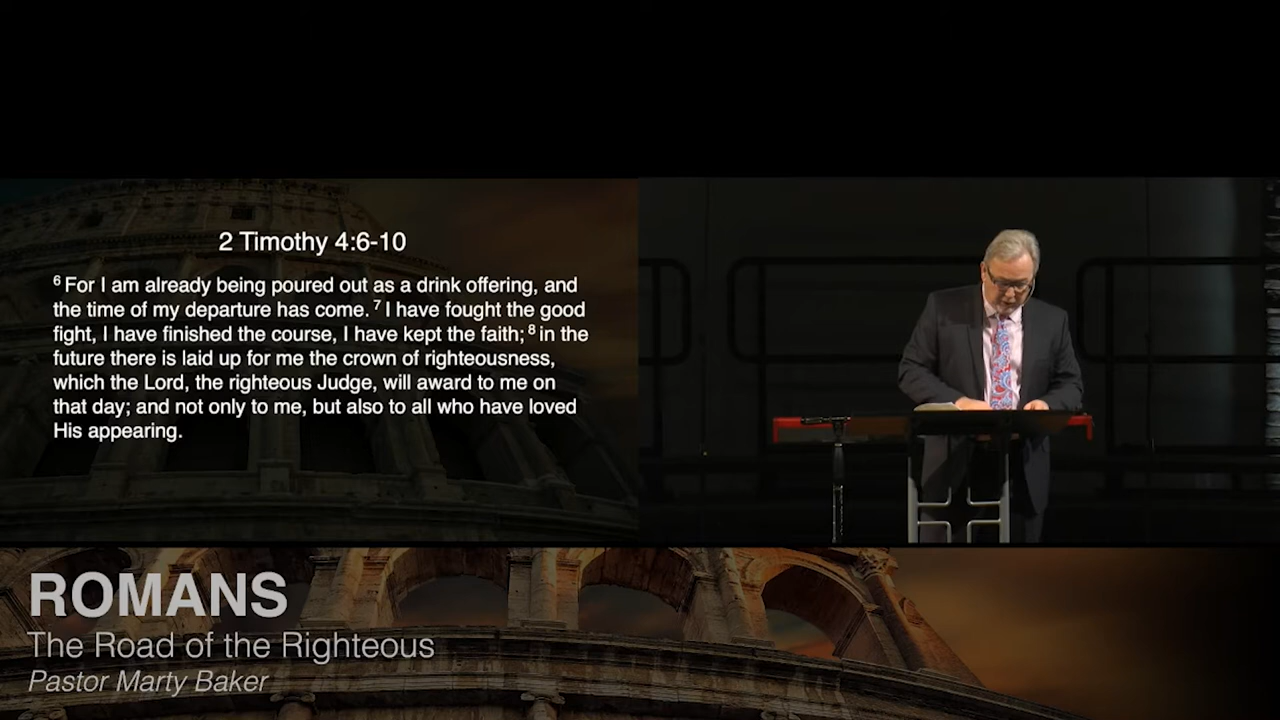 2 Timothy 4:6-10
6 For I am already being poured out as a drink offering, and
the time of my departure has come. 7 I have fought the good
fight, I have finished the course, I have kept the faith; 8 in the
future there is laid up for me the crown of righteousness,
which the Lord, the righteous Judge, will award to me on
that day; and not only to me, but also to all who have loved
His appearing.
ROMANS
The Road of the Righteous
Pastor Marty Baker